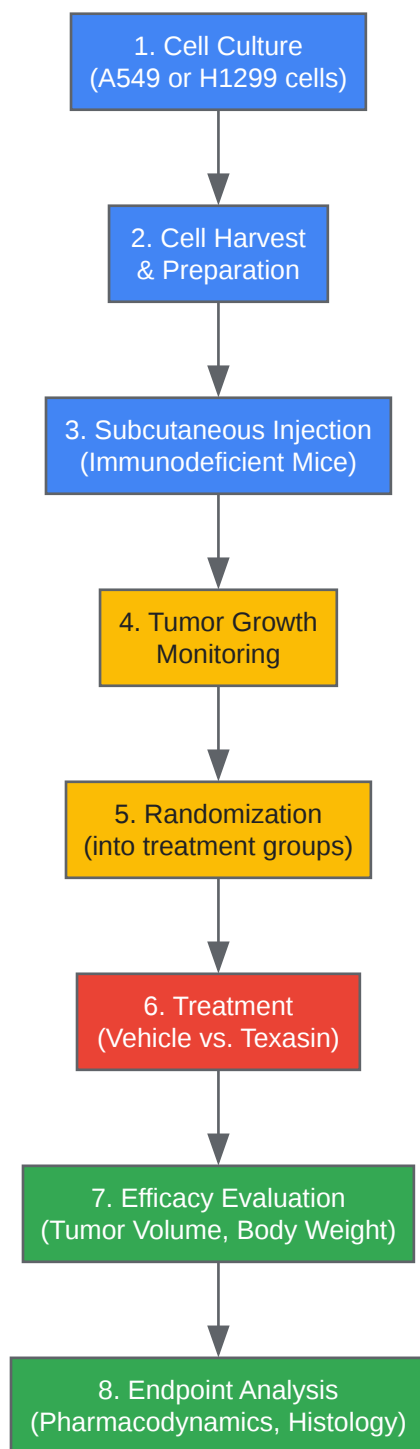 1. Cell Culture
(A549 or H1299 cells)
2. Cell Harvest
& Preparation
3. Subcutaneous Injection
(Immunodeficient Mice)
4. Tumor Growth
Monitoring
5. Randomization
(into treatment groups)
6. Treatment
(Vehicle vs. Texasin)
7. Efficacy Evaluation
(Tumor Volume, Body Weight)
8. Endpoint Analysis
(Pharmacodynamics, Histology)